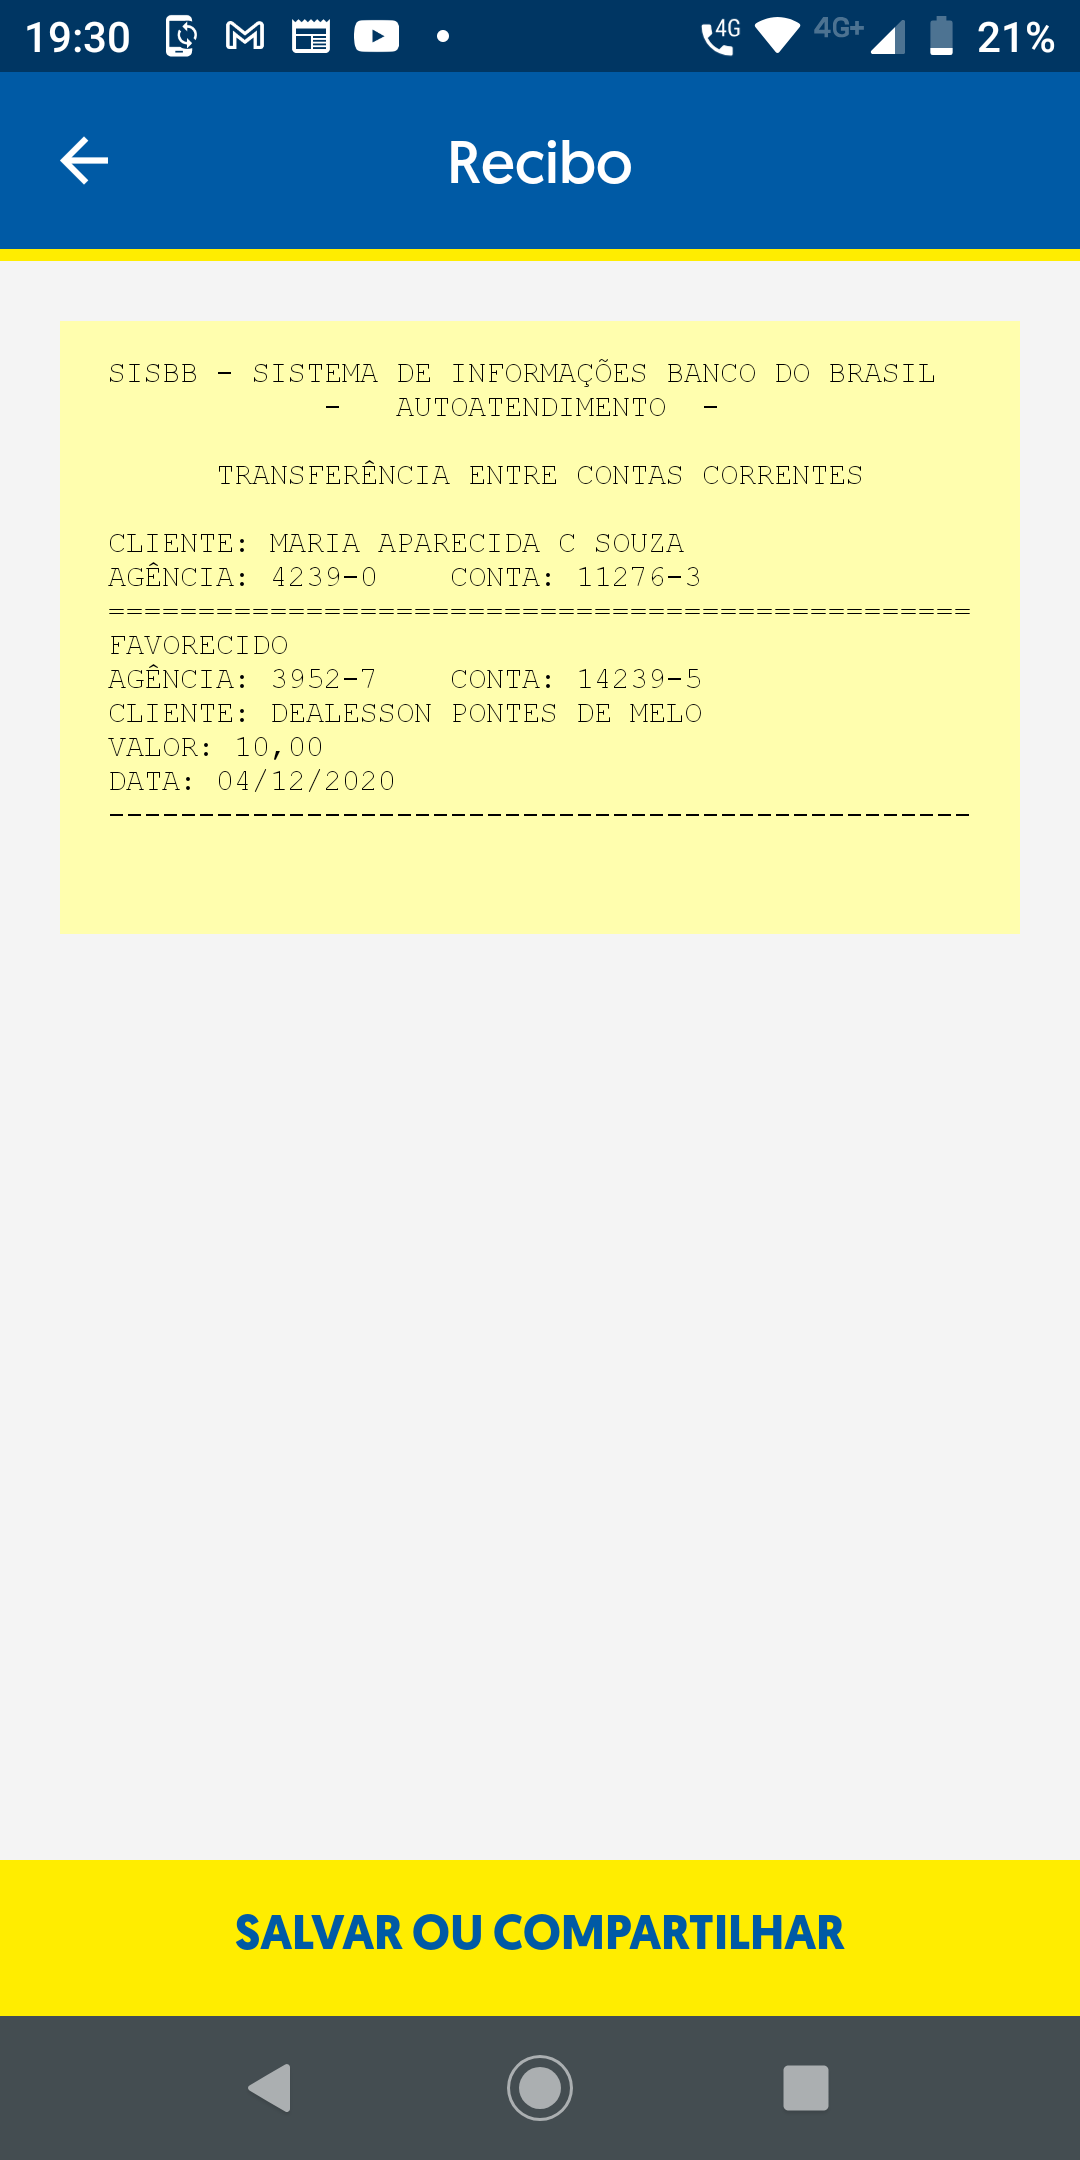 19:30
4G
4G+
21%
Recibo
SISBB - SISTEMA DE INFORMAÇÕES BANCO DO BRASIL
- AUTOATENDIMENTO -
TRANSFERÊNCIA ENTRE CONTAS CORRENTES
CLIENTE: MARIA APARECIDA C SOUZA
AGÊNCIA: 4239-0 CONTA: 11276-3
================================================
FAVORECIDO
AGÊNCIA: 3952-7 CONTA: 14239-5
CLIENTE: DEALESSON PONTES DE MELO
VALOR: 10,00
DATA: 04/12/2020
------------------------------------------------
SALVAR OU COMPARTILHAR